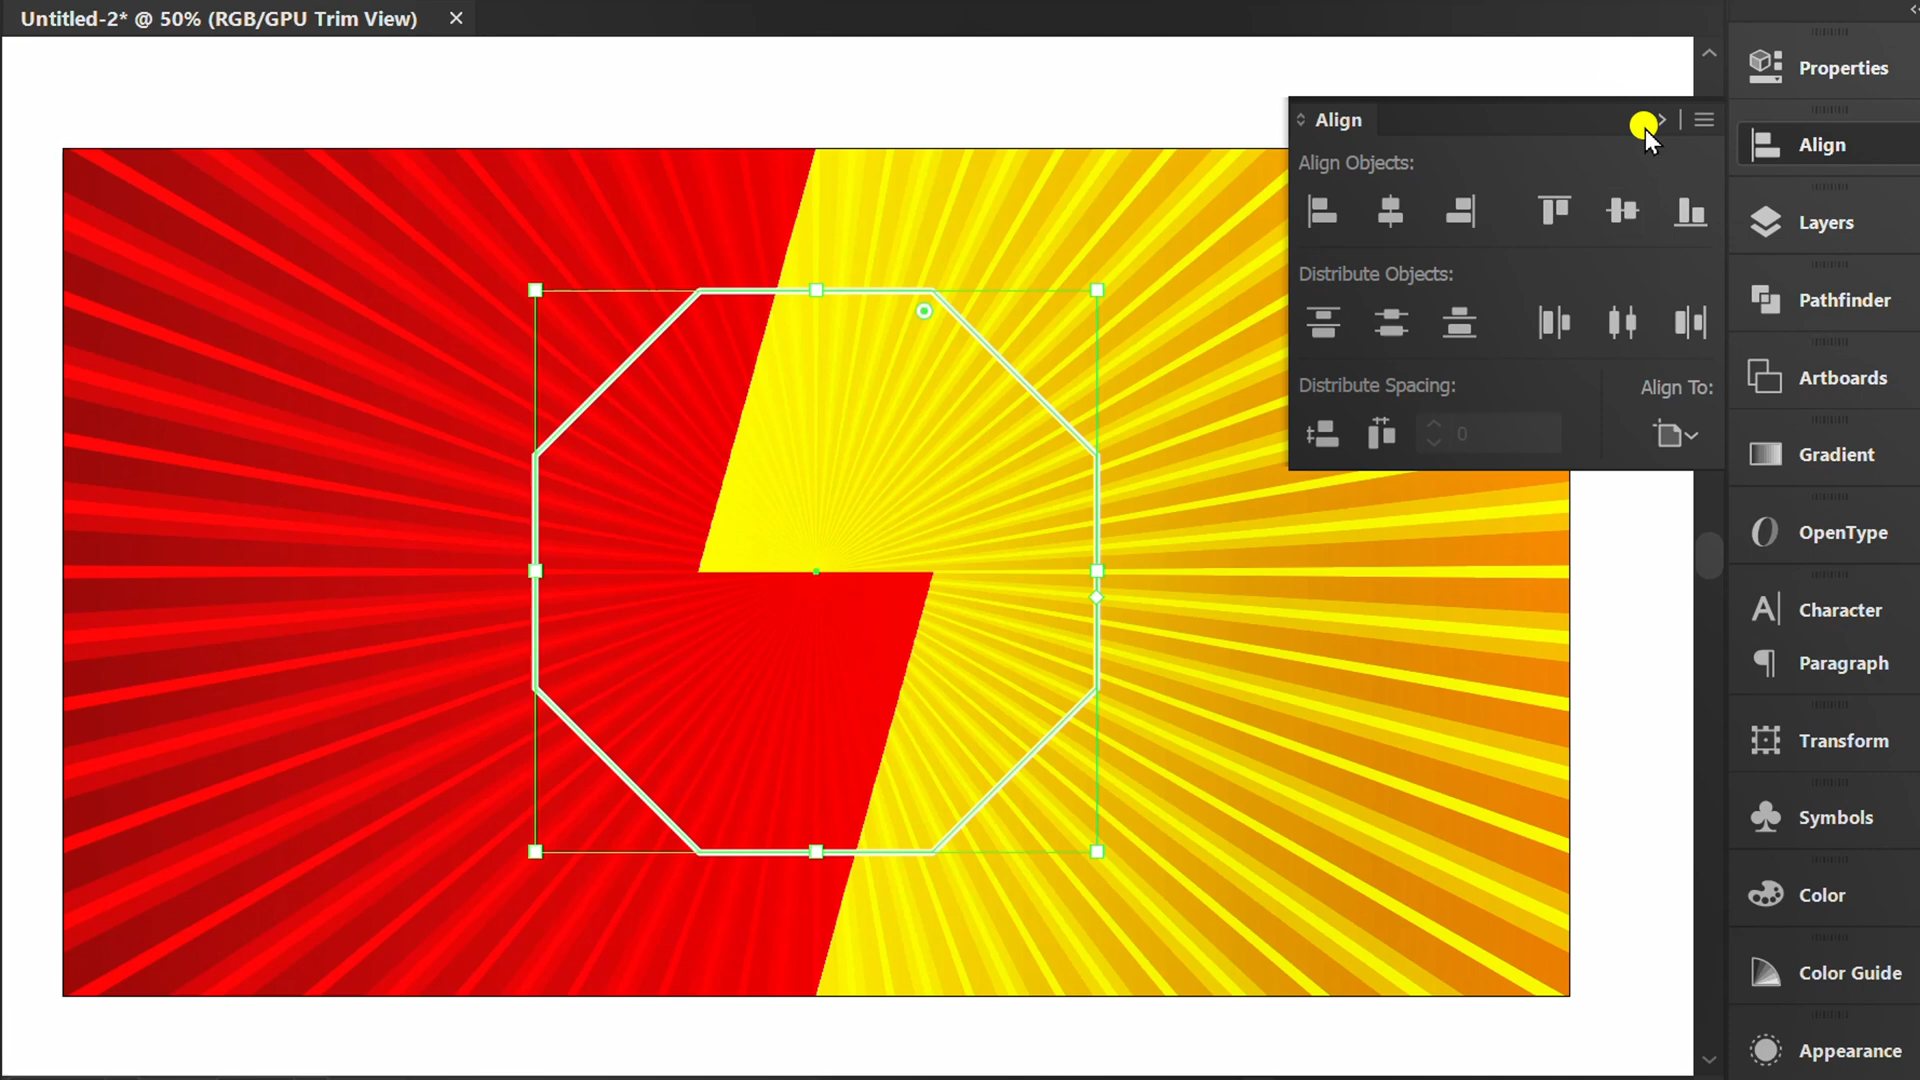 Untitled-2* @ 50% (RGB/GPU Trim View)
Align
Align Objects:
Distribute Objects:
Distribute Spacing:
Align To:
0
Properties
Align
Layers
Pathfinder
Artboards
Gradient
OpenType
Character
Paragraph
Transform
Symbols
Color
Color Guide
Appearance